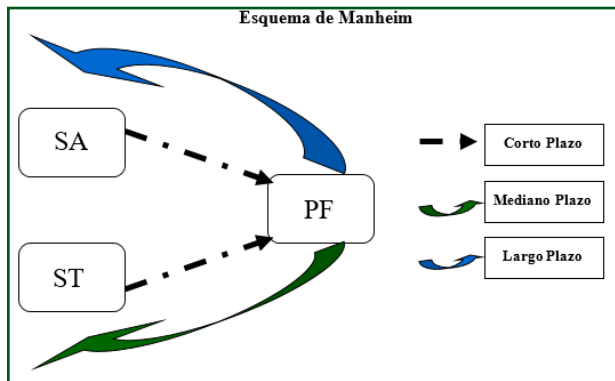 Esquema de Manheim
SA
ST
PF
Corto Plazo
Mediano Plazo
Largo Plazo